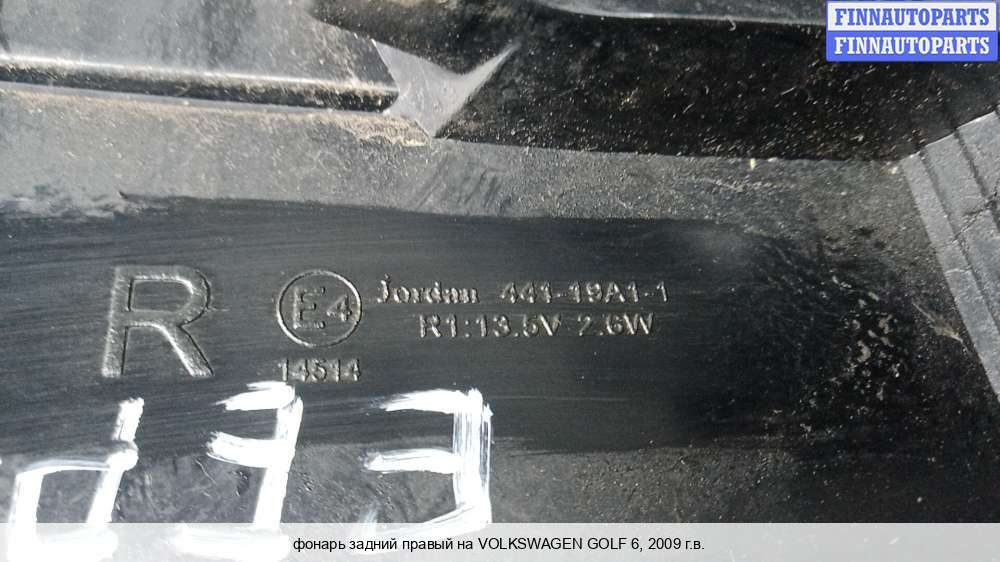 FINNAUTOPARTS
FINNAUTOPARTS
R
E4
Jordan 441-19A1-1
R1:13.5V 2.6W
14514
фонарь задний правый на VOLKSWAGEN GOLF 6, 2009 г.в.